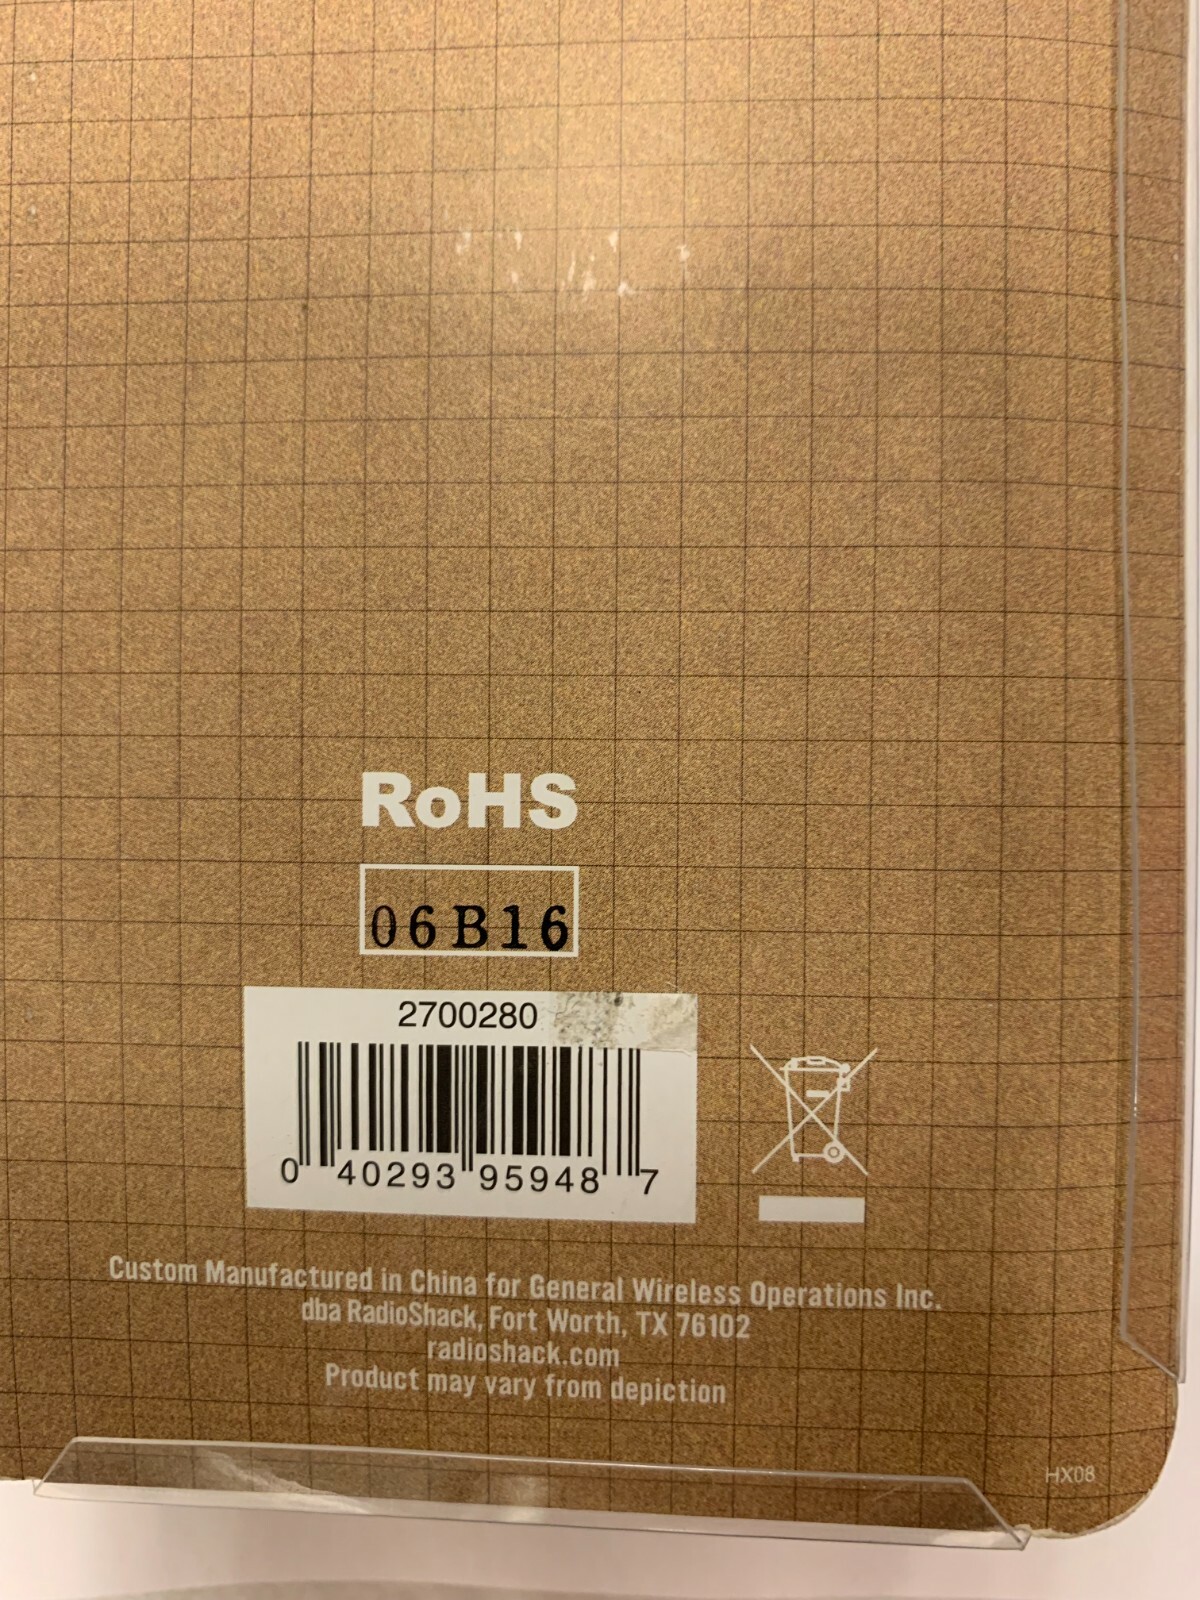 RoHS
06B16
2700280
0 40293 95948 7
Custom Manufactured in China for General Wireless Operations Inc.
dba RadioShack, Fort Worth, TX 76102
radioshack.com
Product may vary from depiction
HX08